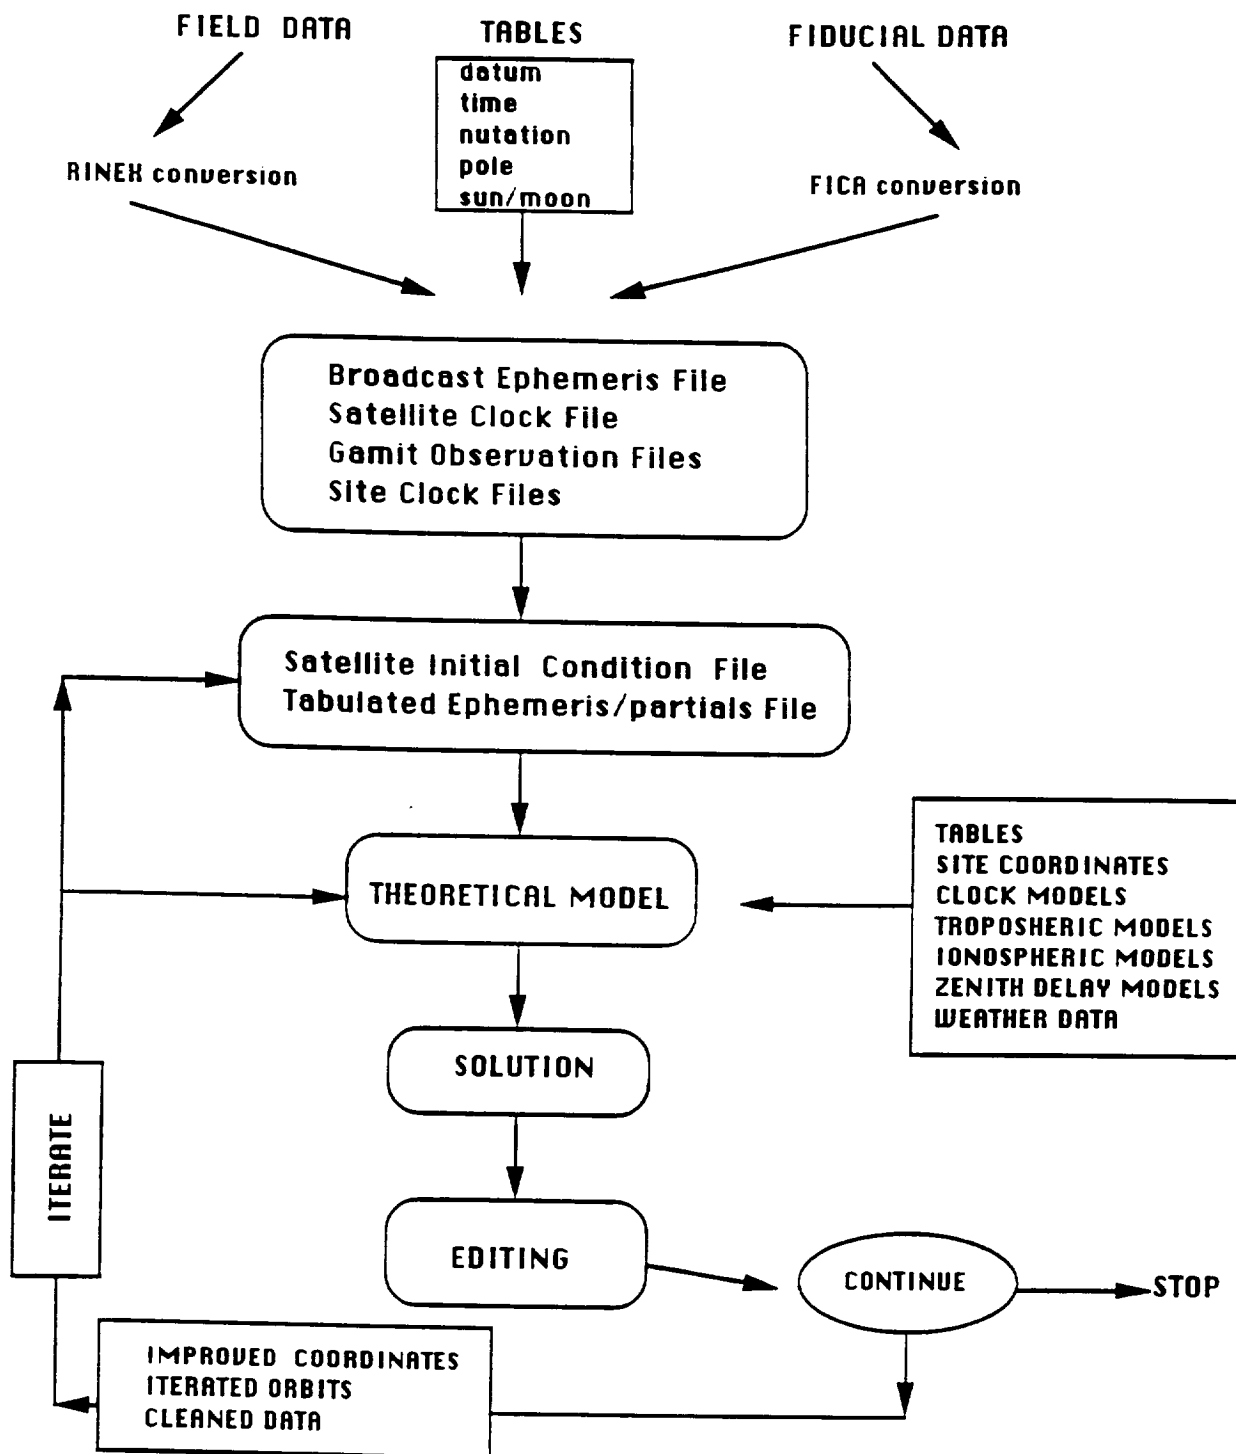 FIELD DATA
TABLES
FIDUCIAL DATA
datum
time
nutation
pole
sun/moon
RINEX conversion
FICA conversion
Broadcast Ephemeris File
Satellite Clock File
Gamit Observation Files
Site Clock Files
Satellite Initial Condition File
Tabulated Ephemeris/partials File
THEORETICAL MODEL
TABLES
SITE COORDINATES
CLOCK MODELS
TROPOSHERIC MODELS
IONOSPHERIC MODELS
ZENITH DELAY MODELS
WEATHER DATA
SOLUTION
ITERATE
EDITING
CONTINUE
STOP
IMPROVED COORDINATES
ITERATED ORBITS
CLEANED DATA